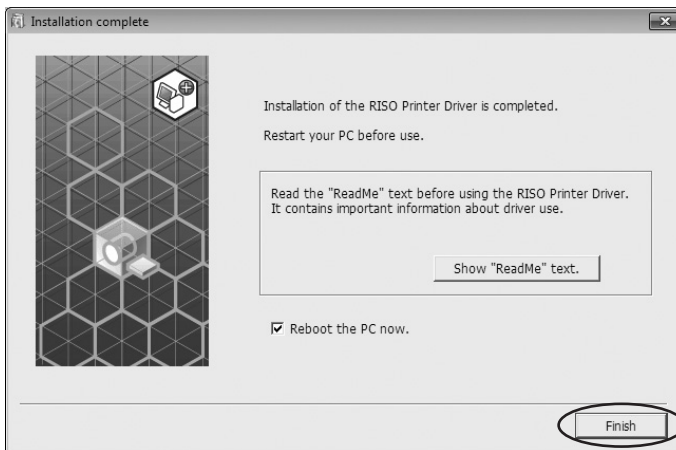 Installation complete
Installation of the RISO Printer Driver is completed.
Restart your PC before use.
Read the "ReadMe" text before using the RISO Printer Driver.
It contains important information about driver use.
Show "ReadMe" text.
Reboot the PC now.
Finish